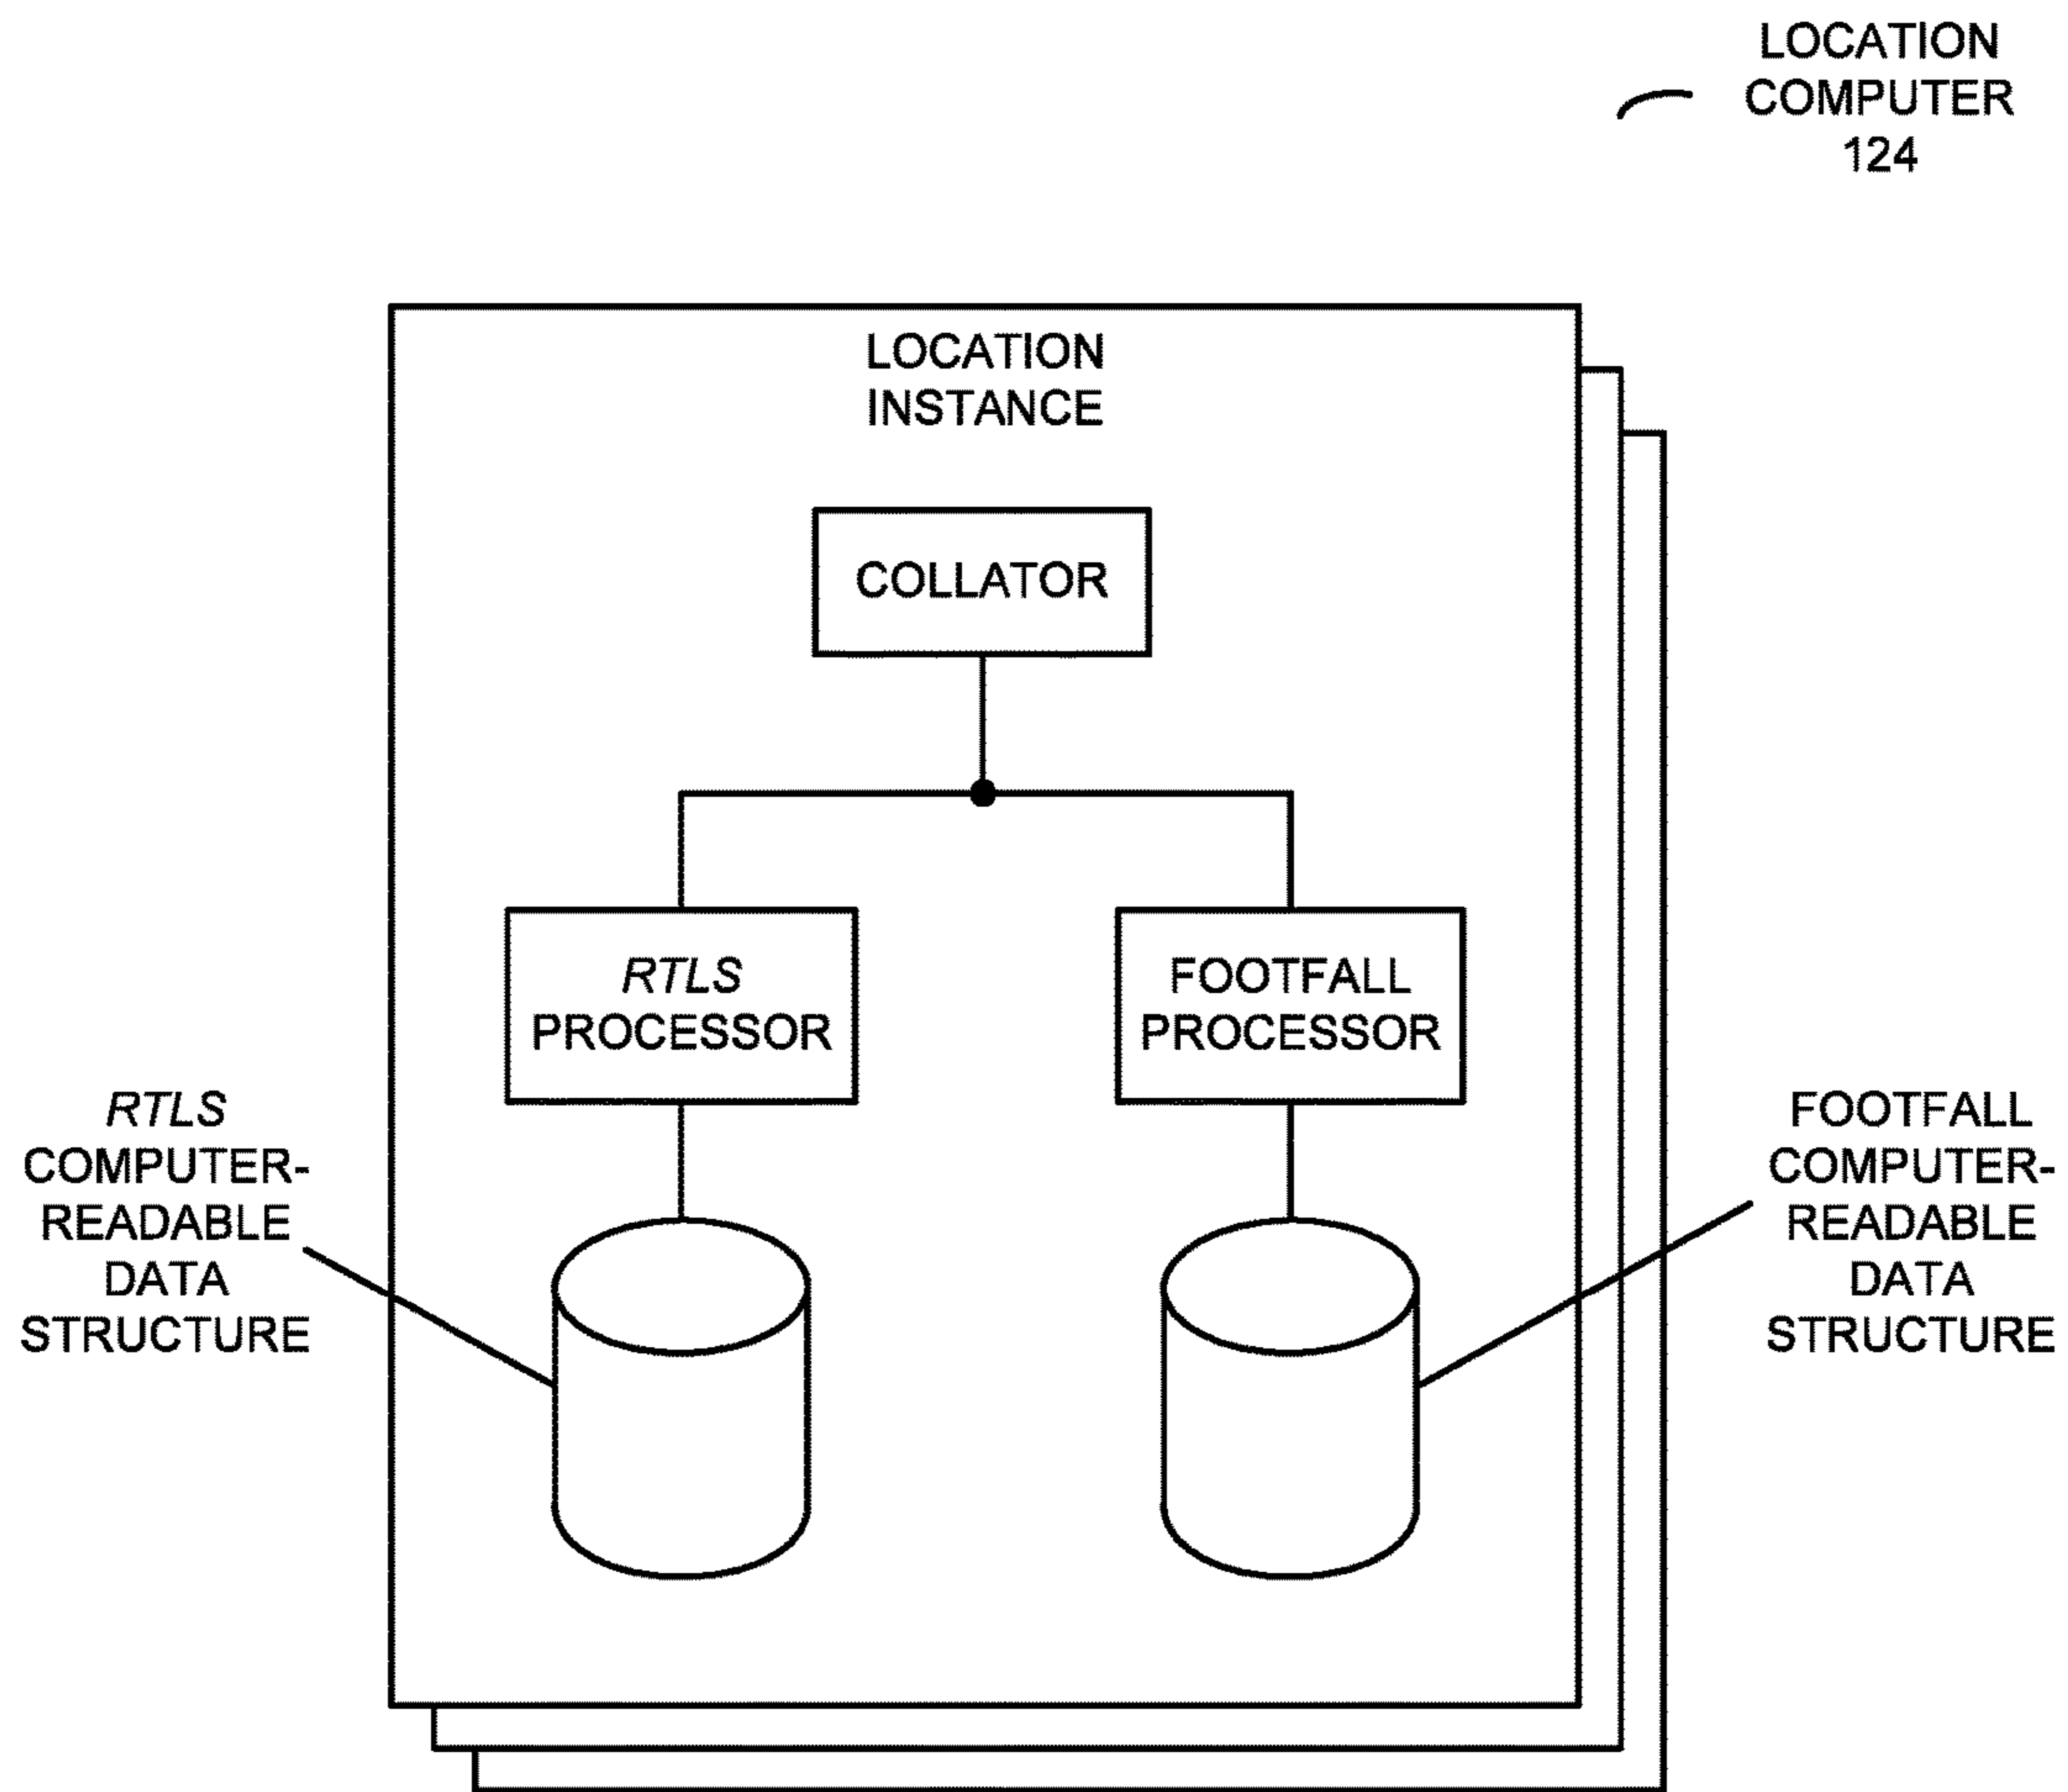 LOCATION
COMPUTER
124
LOCATION
INSTANCE
COLLATOR
RTLS
PROCESSOR
FOOTFALL
PROCESSOR
RTLS
COMPUTER-
READABLE
DATA
STRUCTURE
FOOTFALL
COMPUTER-
READABLE
DATA
STRUCTURE